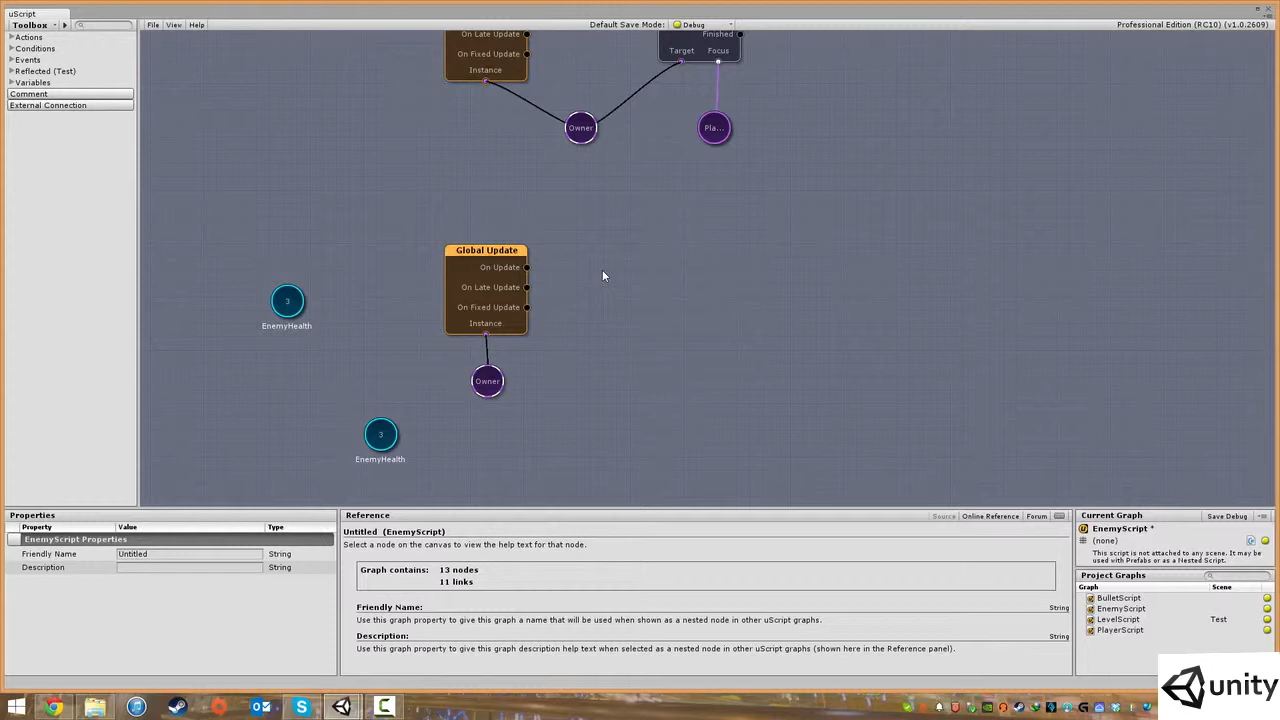 uScript
Toolbox
File View Help
Default Save Mode: Debug
Professional Edition (RC10) v1.0.2609
Actions
Conditions
Events
Reflected (Test)
Variables
Comment
External Connection
On Late Update
On Fixed Update
Instance
Finished
Target Focus
Owner
Pla...
Global Update
On Update
On Late Update
On Fixed Update
Instance
Owner
3
EnemyHealth
3
EnemyHealth
Properties
Property Value Type
EnemyScript Properties
Friendly Name Untitled String
Description String
Reference
Source Online Reference Forum
Untitled (EnemyScript)
Select a node on the canvas to view the help text for that node.
Graph contains: 13 nodes
11 links
Friendly Name: String
Use this graph property to give this graph a name that will be used when shown as a nested node in other uScript graphs.
Description: String
Use this graph property to give this graph description help text when selected as a nested node in other uScript graphs (shown here in the Reference panel).
Current Graph Save Debug
EnemyScript *
(none)
This script is not attached to any scene. It may be
used with Prefabs or as a Nested Script.
Project Graphs
Graph Scene
BulletScript
EnemyScript
LevelScript Test
PlayerScript
unity